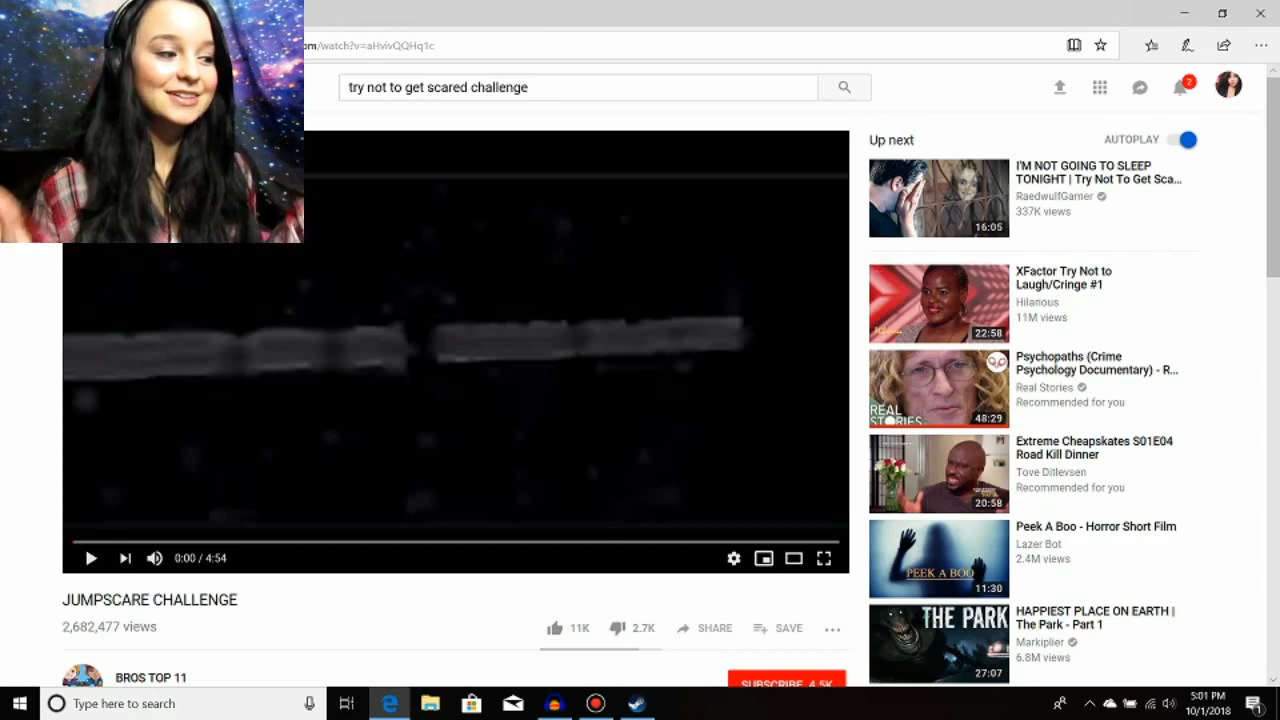 om/watch?v=aHvivQQHq1c
try not to get scared challenge
2
Up next
AUTOPLAY
I'M NOT GOING TO SLEEP
TONIGHT | Try Not To Get Sca...
RaedwulfGamer
337K views
16:05
XFactor Try Not to
Laugh/Cringe #1
Hilarious
11M views
22:58
Psychopaths (Crime
Psychology Documentary) - R...
Real Stories
Recommended for you
REAL
STORIES
48:29
Extreme Cheapskates S01E04
Road Kill Dinner
Tove Ditlevsen
Recommended for you
20:58
Peek A Boo - Horror Short Film
Lazer Bot
2.4M views
PEEK A BOO
11:30
HAPPIEST PLACE ON EARTH |
The Park - Part 1
Markiplier
6.8M views
THE PARK
27:07
0:00 / 4:54
JUMPSCARE CHALLENGE
2,682,477 views
11K
2.7K
SHARE
SAVE
BROS TOP 11
SUBSCRIBE 4.5K
Type here to search
5:01 PM
10/1/2018
1